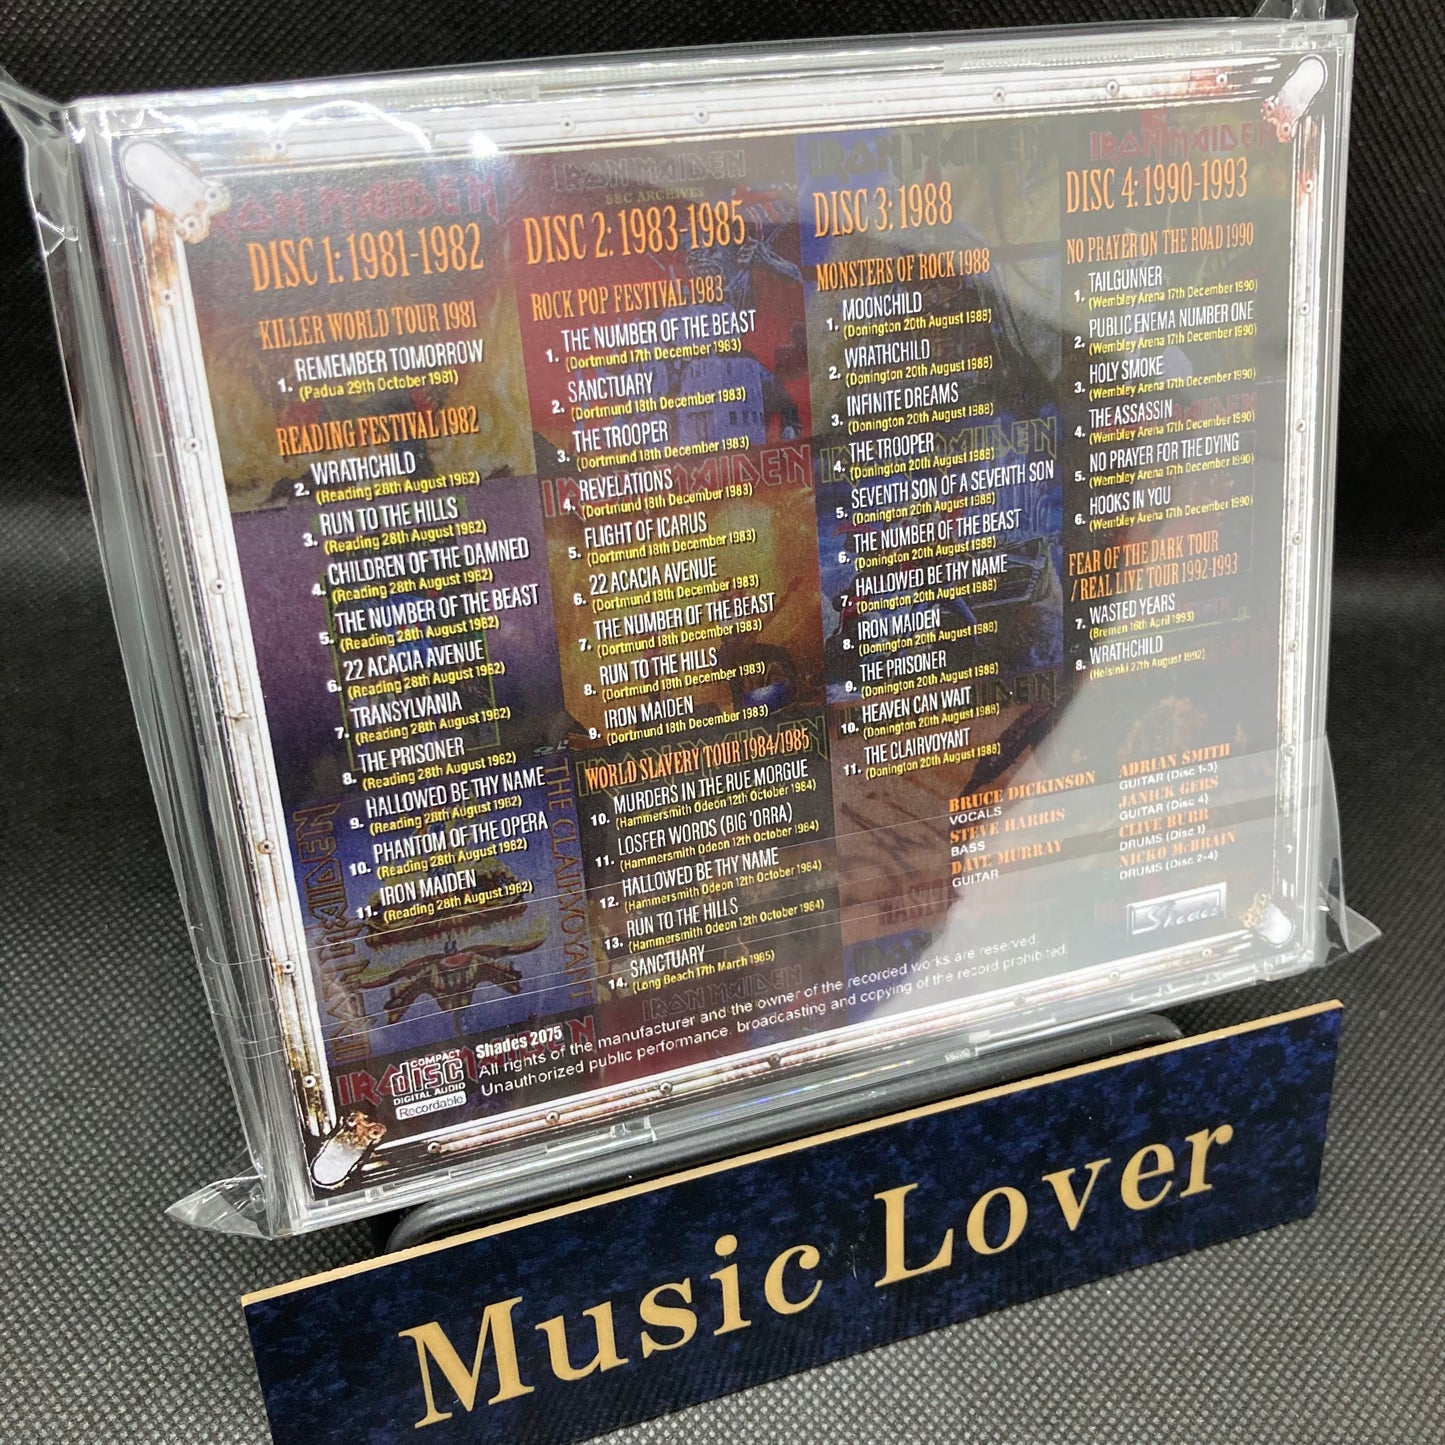 DISC 1: 1981-1982
KILLER WORLD TOUR 1981
1. REMEMBER TOMORROW
(Padua 29th October 1981)
READING FESTIVAL 1982
2. WRATHCHILD
(Reading 28th August 1982)
3. RUN TO THE HILLS
(Reading 28th August 1982)
4. CHILDREN OF THE DAMNED
(Reading 28th August 1982)
5. THE NUMBER OF THE BEAST
(Reading 28th August 1982)
6. 22 ACACIA AVENUE
(Reading 28th August 1982)
7. TRANSYLVANIA
(Reading 28th August 1982)
8. THE PRISONER
(Reading 28th August 1982)
9. HALLOWED BE THY NAME
(Reading 28th August 1982)
10. PHANTOM OF THE OPERA
(Reading 28th August 1982)
11. IRON MAIDEN
(Reading 28th August 1982)
DISC 2: 1983-1985
ROCK POP FESTIVAL 1983
1. THE NUMBER OF THE BEAST
(Dortmund 17th December 1983)
2. SANCTUARY
(Dortmund 18th December 1983)
3. THE TROOPER
(Dortmund 18th December 1983)
4. REVELATIONS
(Dortmund 18th December 1983)
5. FLIGHT OF ICARUS
(Dortmund 18th December 1983)
6. 22 ACACIA AVENUE
(Dortmund 18th December 1983)
7. THE NUMBER OF THE BEAST
(Dortmund 18th December 1983)
8. RUN TO THE HILLS
(Dortmund 18th December 1983)
9. IRON MAIDEN
(Dortmund 18th December 1983)
WORLD SLAVERY TOUR 1984/1985
10. MURDERS IN THE RUE MORGUE
(Hammersmith Odeon 12th October 1984)
11. LOSFER WORDS (BIG 'ORRA)
(Hammersmith Odeon 12th October 1984)
12. HALLOWED BE THY NAME
(Hammersmith Odeon 12th October 1984)
13. RUN TO THE HILLS
(Hammersmith Odeon 12th October 1984)
14. SANCTUARY
(Long Beach 17th March 1985)
DISC 3: 1988
MONSTERS OF ROCK 1988
1. MOONCHILD
(Donington 20th August 1988)
2. WRATHCHILD
(Donington 20th August 1988)
3. INFINITE DREAMS
(Donington 20th August 1988)
4. THE TROOPER
(Donington 20th August 1988)
5. SEVENTH SON OF A SEVENTH SON
(Donington 20th August 1988)
6. THE NUMBER OF THE BEAST
(Donington 20th August 1988)
7. HALLOWED BE THY NAME
(Donington 20th August 1988)
8. IRON MAIDEN
(Donington 20th August 1988)
9. THE PRISONER
(Donington 20th August 1988)
10. HEAVEN CAN WAIT
(Donington 20th August 1988)
11. THE CLAIRVOYANT
(Donington 20th August 1988)
DISC 4: 1990-1993
NO PRAYER ON THE ROAD 1990
1. TAILGUNNER
(Wembley Arena 17th December 1990)
2. PUBLIC ENEMA NUMBER ONE
(Wembley Arena 17th December 1990)
3. HOLY SMOKE
(Wembley Arena 17th December 1990)
4. THE ASSASSIN
(Wembley Arena 17th December 1990)
5. NO PRAYER FOR THE DYING
(Wembley Arena 17th December 1990)
6. HOOKS IN YOU
(Wembley Arena 17th December 1990)
FEAR OF THE DARK TOUR
/ REAL LIVE TOUR 1992-1993
7. WASTED YEARS
(Bremen 16th April 1993)
8. WRATHCHILD
(Helsinki 27th August 1992)
BRUCE DICKINSON
VOCALS
STEVE HARRIS
BASS
DAVE MURRAY
GUITAR
ADRIAN SMITH
GUITAR (Disc 1-3)
JANICK GERS
GUITAR (Disc 4)
CLIVE BURR
DRUMS (Disc 1)
NICKO McBRAIN
DRUMS (Disc 2-4)
Shades
IRON MAIDEN
IRON MAIDEN
BBC ARCHIVES
IRON MAIDEN
IRON MAIDEN
IRON MAIDEN
IRON MAIDEN
IRON MAIDEN
IRON MAIDEN
THE CLAIRVOYANT
IRON MAIDEN
COMPACT
disc
DIGITAL AUDIO
Recordable
Shades 2075
All rights of the manufacturer and the owner of the recorded works are reserved.
Unauthorized public performance, broadcasting and copying of the record prohibited.
Music Lover